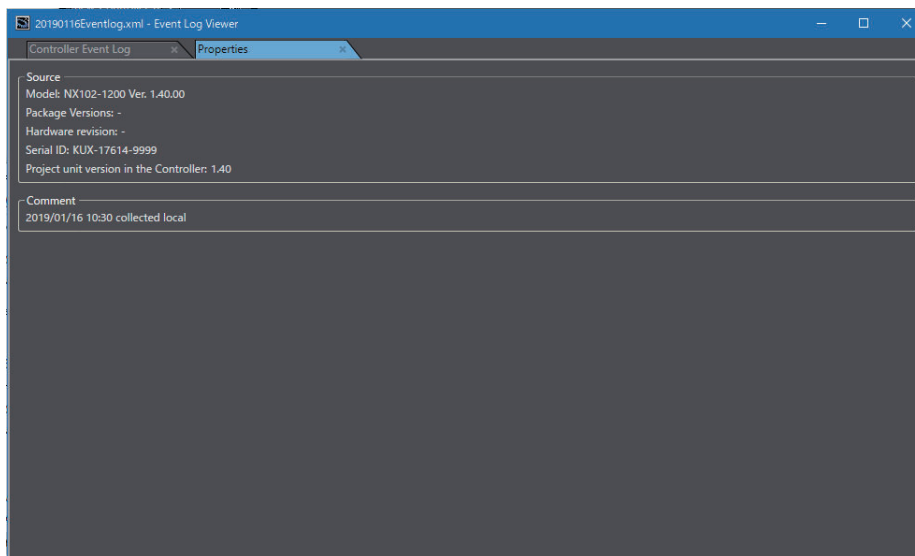 20190116Eventlog.xml - Event Log Viewer
Controller Event Log
Properties
Source
Model: NX102-1200 Ver. 1.40.00
Package Versions: -
Hardware revision: -
Serial ID: KUX-17614-9999
Project unit version in the Controller: 1.40
Comment
2019/01/16 10:30 collected local